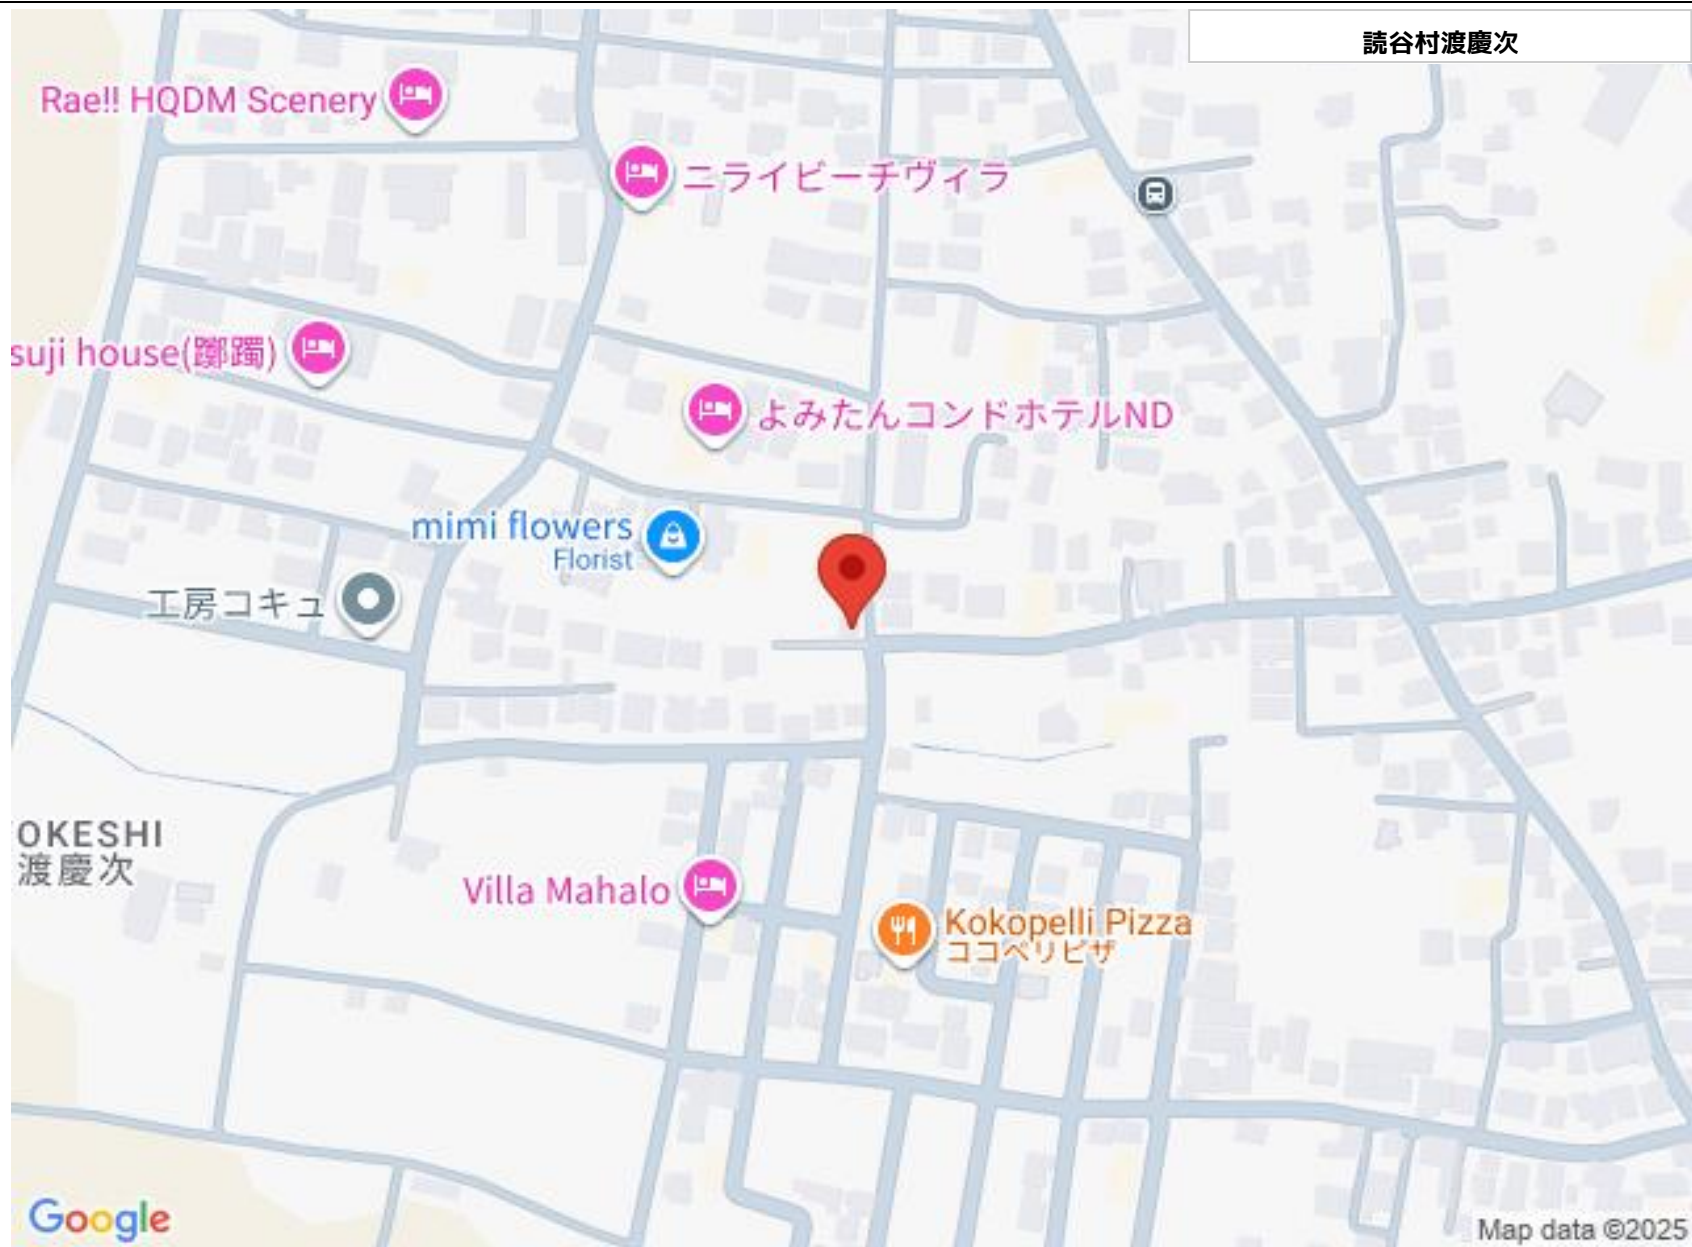 読谷村渡慶次
Rae!! HQDM Scenery
ニライビーチヴィラ
suji house(躑躅)
よみたんコンドホテルND
mimi flowers
Florist
工房コキュ
OKESHI
渡慶次
Villa Mahalo
Kokopelli Pizza
ココペリピザ
Google
Map data ©2025